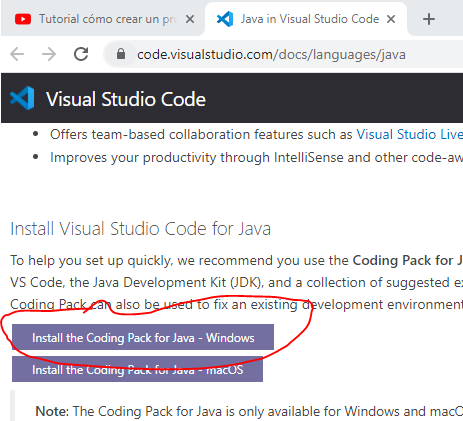 Tutorial cómo crear un pr
Java in Visual Studio Code
code.visualstudio.com/docs/languages/java
Visual Studio Code
Offers team-based collaboration features such as Visual Studio Live
Improves your productivity through IntelliSense and other code-aw
Install Visual Studio Code for Java
To help you set up quickly, we recommend you use the Coding Pack for J
VS Code, the Java Development Kit (JDK), and a collection of suggested ex
Coding Pack can also be used to fix an existing development environment
Install the Coding Pack for Java - Windows
Install the Coding Pack for Java - macOS
Note: The Coding Pack for Java is only available for Windows and macO